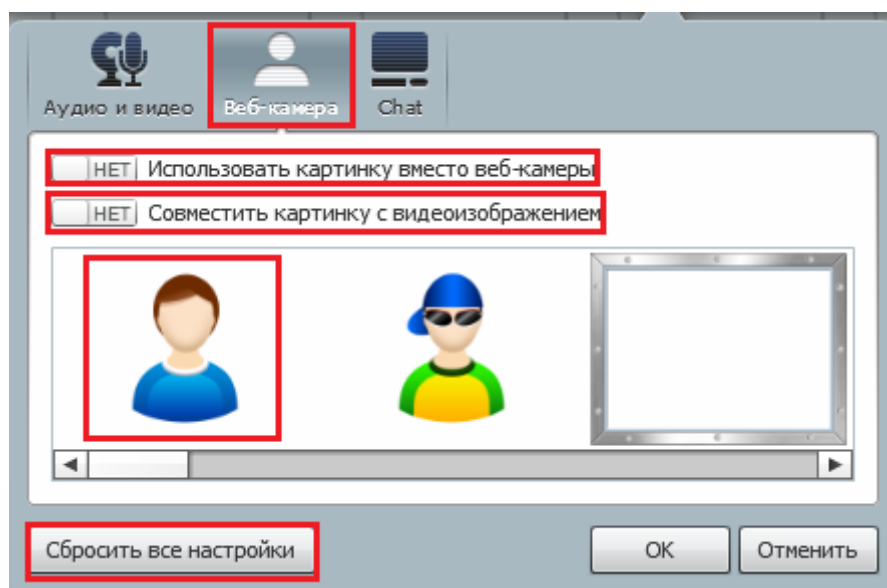 Аудио и видео
Веб-камера
Chat
НЕТ Использовать картинку вместо веб-камеры
НЕТ Совместить картинку с видеоизображением
Сбросить все настройки
OK
Отменить